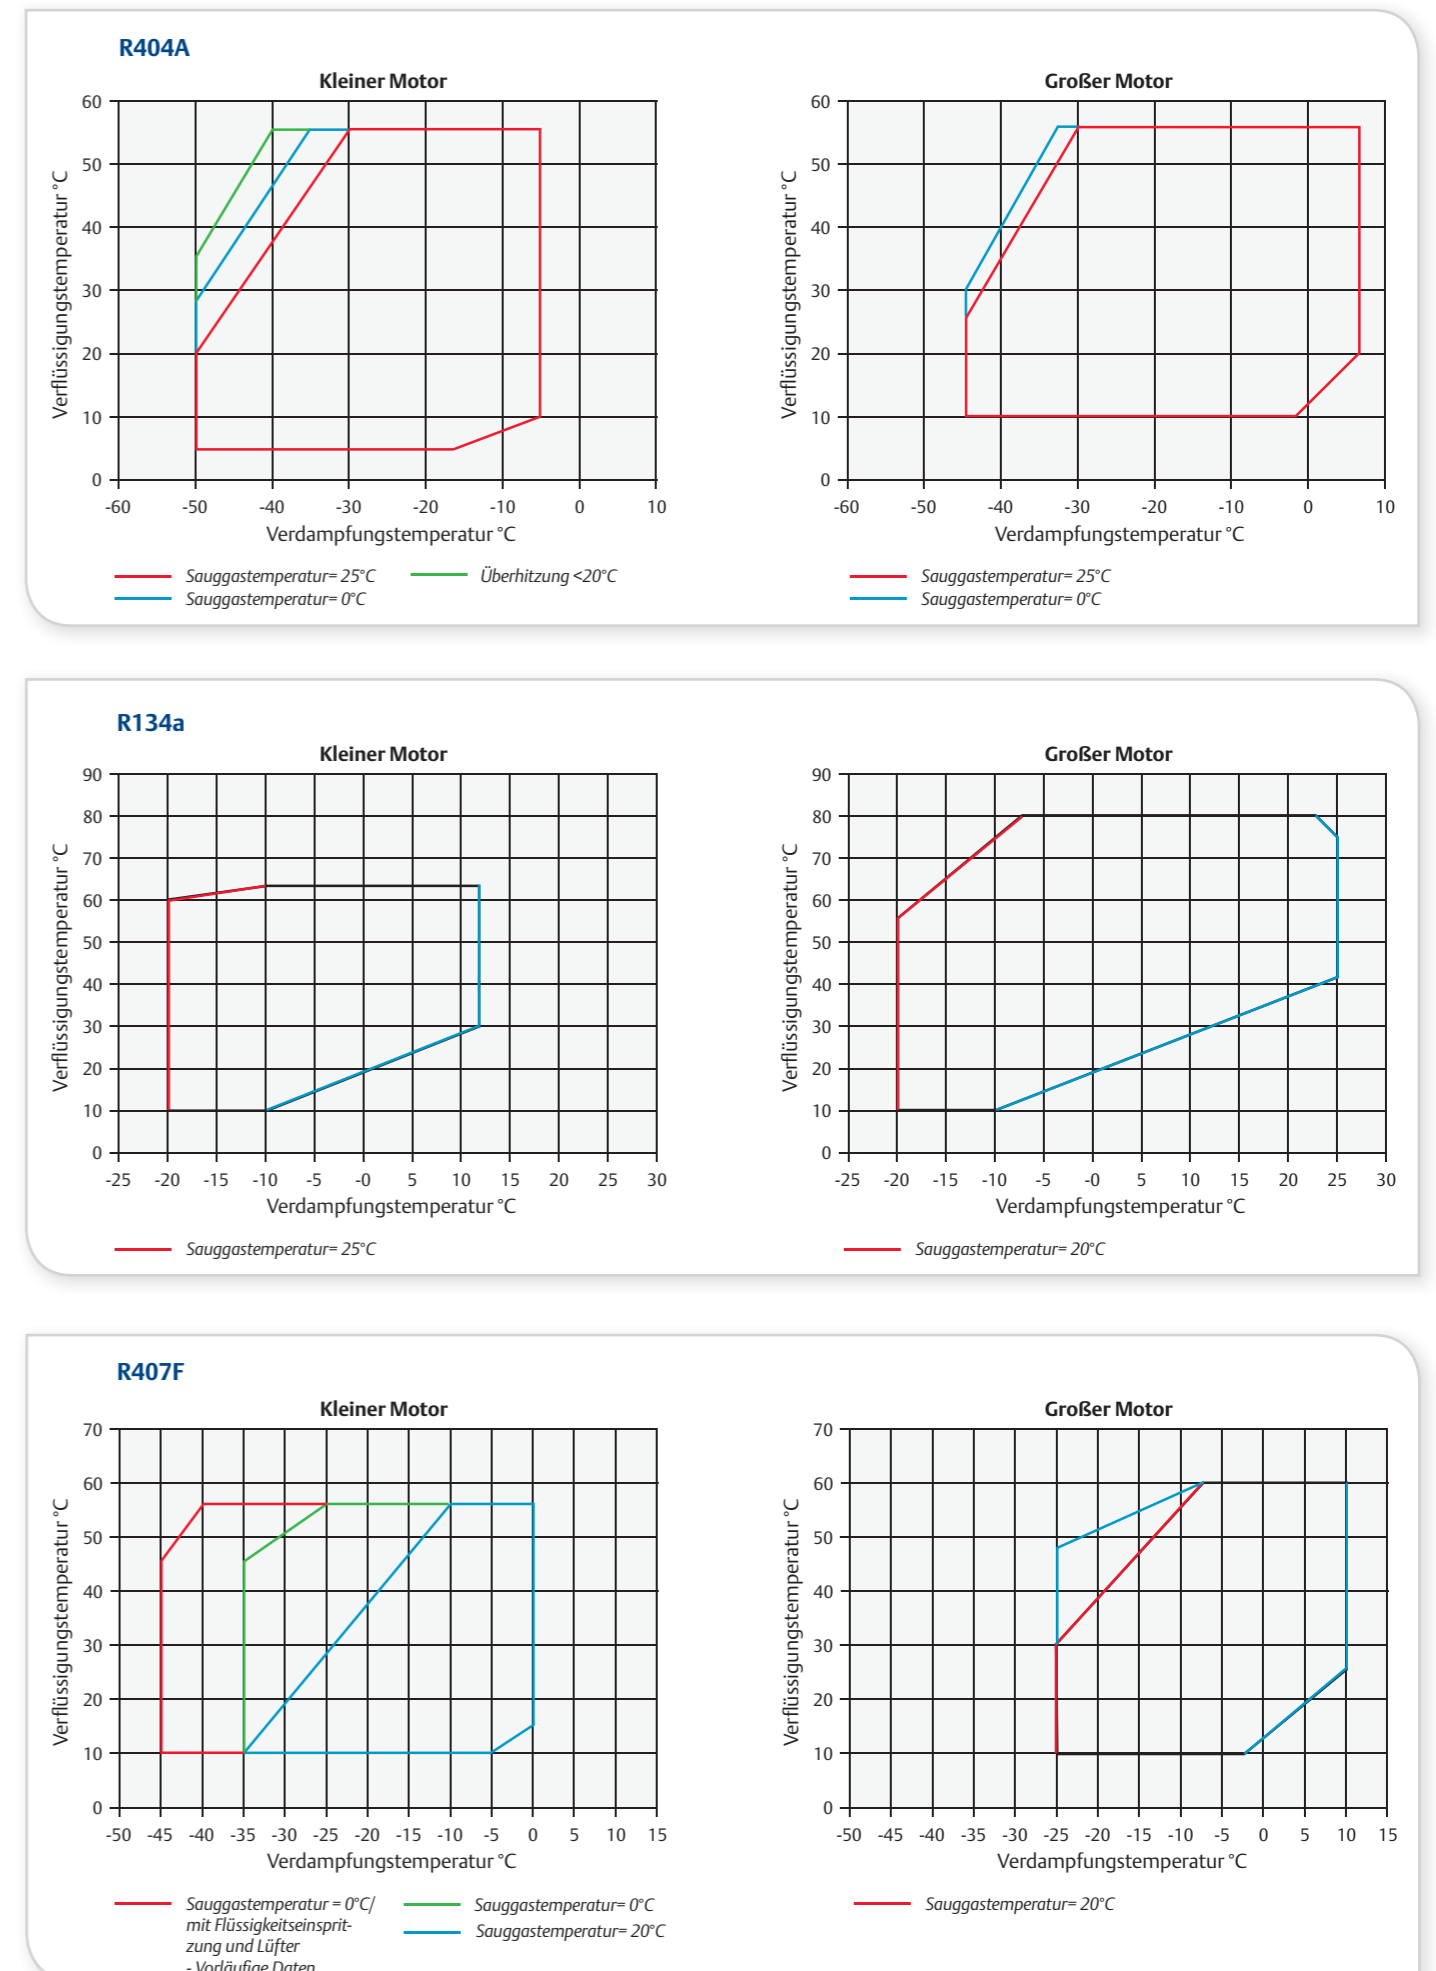 R404A
Kleiner Motor
60
50
40
30
20
10
0
Verflüssigungstemperatur °C
-60 -50 -40 -30 -20 -10 0 10
Verdampfungstemperatur °C
Sauggastemperatur= 25°C
Überhitzung <20°C
Sauggastemperatur= 0°C
Großer Motor
60
50
40
30
20
10
0
Verflüssigungstemperatur °C
-60 -50 -40 -30 -20 -10 0 10
Verdampfungstemperatur °C
Sauggastemperatur= 25°C
Sauggastemperatur= 0°C
R134a
Kleiner Motor
90
80
70
60
50
40
30
20
10
0
Verflüssigungstemperatur °C
-25 -20 -15 -10 -5 -0 5 10 15 20 25 30
Verdampfungstemperatur °C
Sauggastemperatur= 25°C
Großer Motor
90
80
70
60
50
40
30
20
10
0
Verflüssigungstemperatur °C
-25 -20 -15 -10 -5 -0 5 10 15 20 25 30
Verdampfungstemperatur °C
Sauggastemperatur= 20°C
R407F
Kleiner Motor
70
60
50
40
30
20
10
0
Verflüssigungstemperatur °C
-50 -45 -40 -35 -30 -25 -20 -15 -10 -5 0 5 10 15
Verdampfungstemperatur °C
Sauggastemperatur = 0°C/
mit Flüssigkeitseinsprit-
zung und Lüfter
- Vorläufige Daten
Sauggastemperatur= 0°C
Sauggastemperatur= 20°C
Großer Motor
70
60
50
40
30
20
10
0
Verflüssigungstemperatur °C
-50 -45 -40 -35 -30 -25 -20 -15 -10 -5 0 5 10 15
Verdampfungstemperatur °C
Sauggastemperatur= 20°C